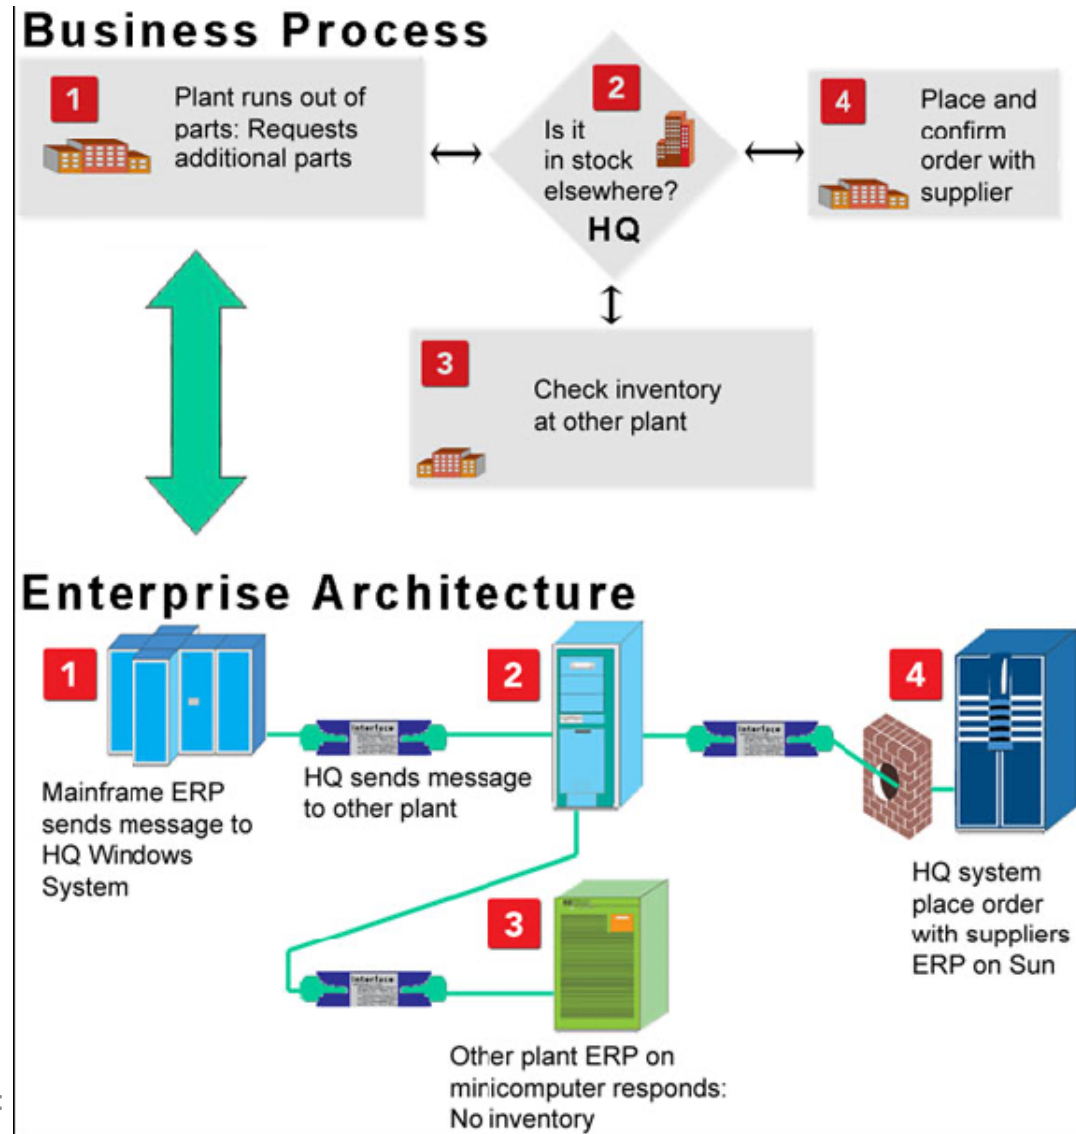 Business Process
1
Plant runs out of
parts: Requests
additional parts
2
Is it
in stock
elsewhere?
HQ
4
Place and
confirm
order with
supplier
3
Check inventory
at other plant
Enterprise Architecture
1
Mainframe ERP
sends message to
HQ Windows
System
Interface
HQ sends message
to other plant
2
Interface
4
HQ system
place order
with suppliers
ERP on Sun
3
Interface
Other plant ERP on
minicomputer responds:
No inventory